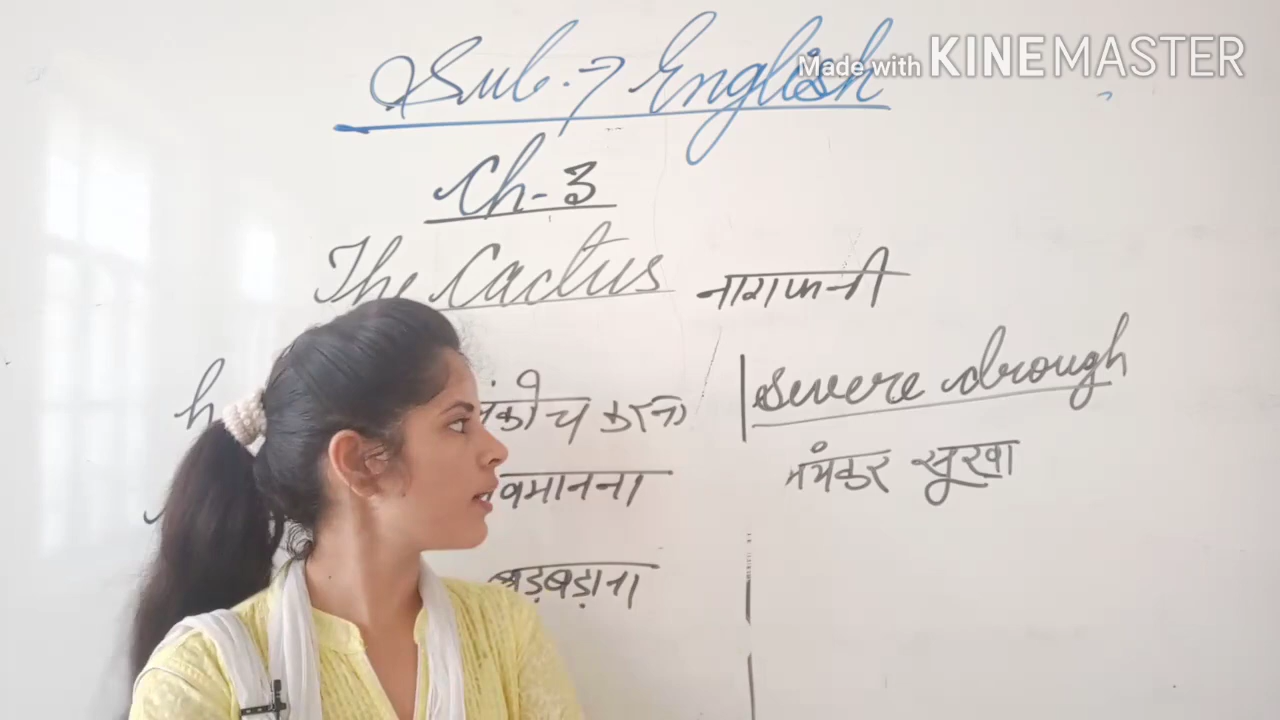 Made with KINEMASTER
Sub.→ English
Ch-3
The Cactus नागफनी
संकोच करना
severe drough
भयंकर सूखा
अवमानना
बड़बड़ाना